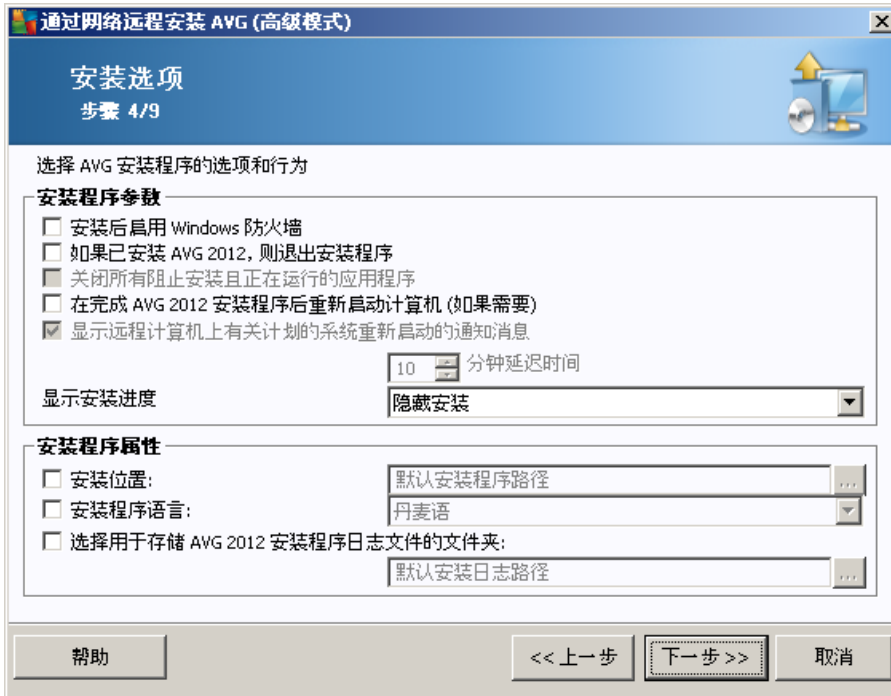 通过网络远程安装 AVG (高级模式)
安装选项
步骤 4/9
选择 AVG 安装程序的选项和行为
安装程序参数
安装后启用 Windows 防火墙
如果已安装 AVG 2012, 则退出安装程序
关闭所有阻止安装且正在运行的应用程序
在完成 AVG 2012 安装程序后重新启动计算机 (如果需要)
显示远程计算机上有关计划的系统重新启动的通知消息
10 分钟延迟时间
显示安装进度 隐藏安装
安装程序属性
安装位置: 默认安装程序路径 ...
安装程序语言: 丹麦语
选择用于存储 AVG 2012 安装程序日志文件的文件夹:
默认安装日志路径 ...
帮助 << 上一步 下一步 >> 取消